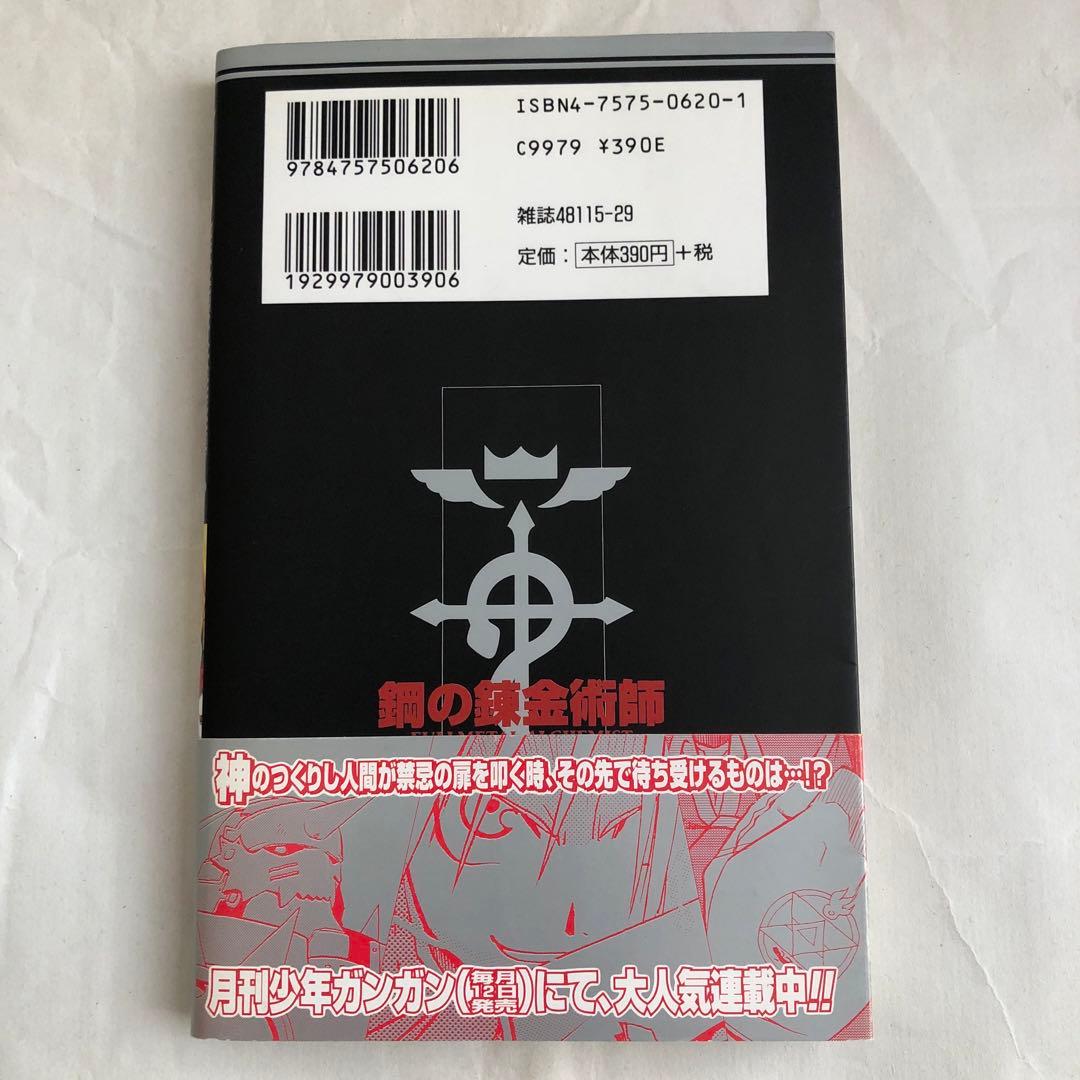 ISBN4-7575-0620-1
9784757506206
C9979 ¥390E
雑誌48115-29
1929979003906
定価：本体390円+税
鋼の錬金術師
FULLMETAL ALCHEMIST
神のつくりし人間が禁忌の扉を叩く時、その先で待ち受けるものは…!?
月刊少年ガンガン(毎月12日発売)にて、大人気連載中!!